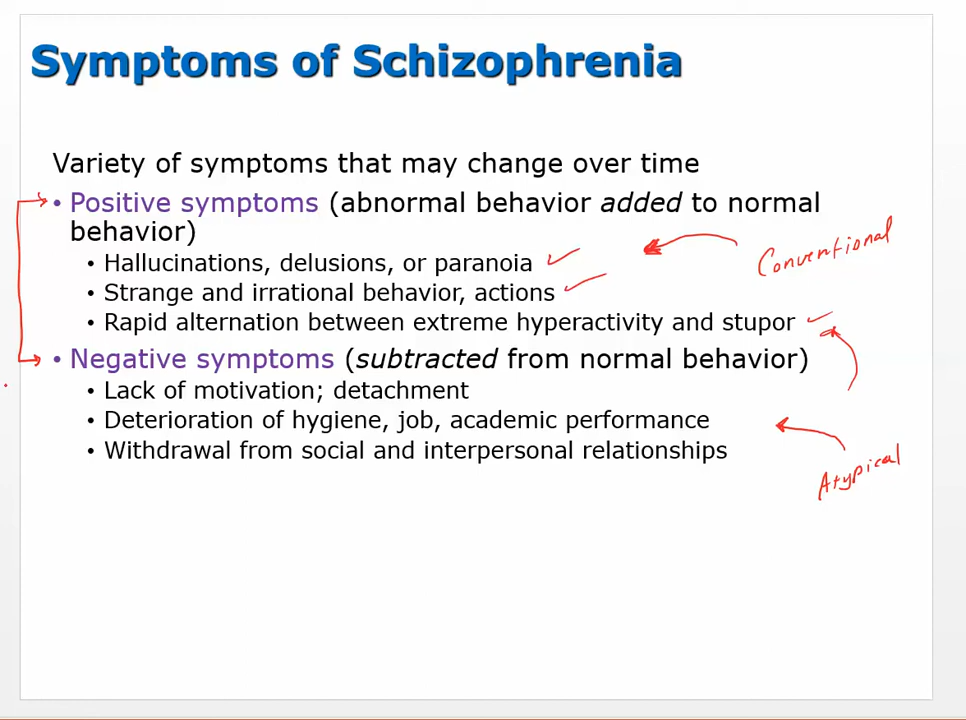 Symptoms of Schizophrenia
Variety of symptoms that may change over time
• Positive symptoms (abnormal behavior added to normal
behavior)
• Hallucinations, delusions, or paranoia
Conventional
• Strange and irrational behavior, actions
• Rapid alternation between extreme hyperactivity and stupor
• Negative symptoms (subtracted from normal behavior)
• Lack of motivation; detachment
• Deterioration of hygiene, job, academic performance
• Withdrawal from social and interpersonal relationships
Atypical